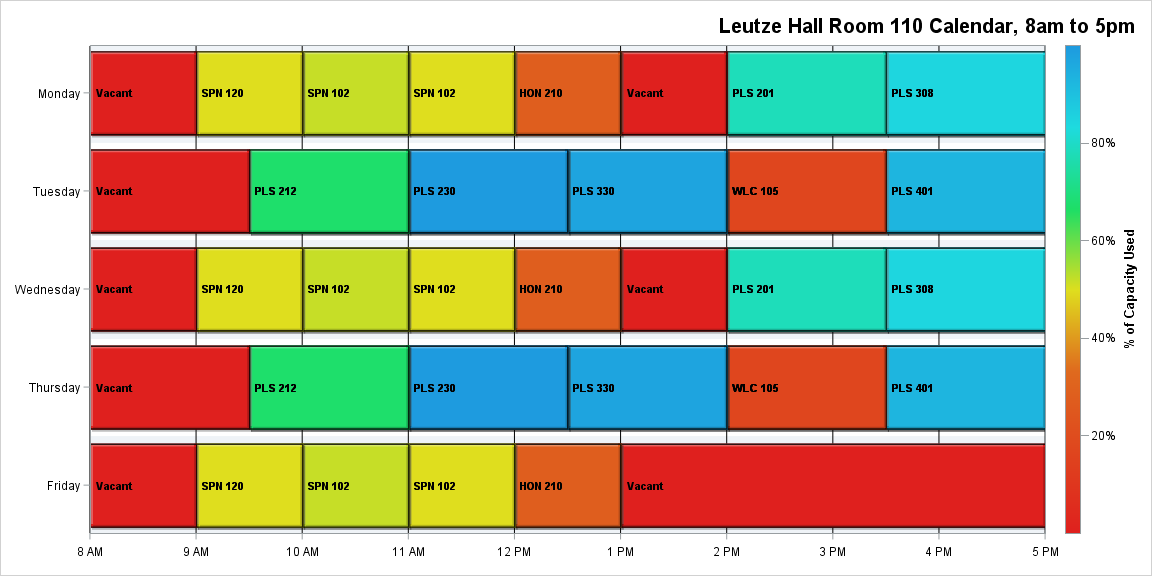 Leutze Hall Room 110 Calendar, 8am to 5pm
Monday
Vacant
SPN 120
SPN 102
SPN 102
HON 210
Vacant
PLS 201
PLS 308
Tuesday
Vacant
PLS 212
PLS 230
PLS 330
WLC 105
PLS 401
Wednesday
Vacant
SPN 120
SPN 102
SPN 102
HON 210
Vacant
PLS 201
PLS 308
Thursday
Vacant
PLS 212
PLS 230
PLS 330
WLC 105
PLS 401
Friday
Vacant
SPN 120
SPN 102
SPN 102
HON 210
Vacant
8 AM
9 AM
10 AM
11 AM
12 PM
1 PM
2 PM
3 PM
4 PM
5 PM
80%
60%
40%
20%
% of Capacity Used